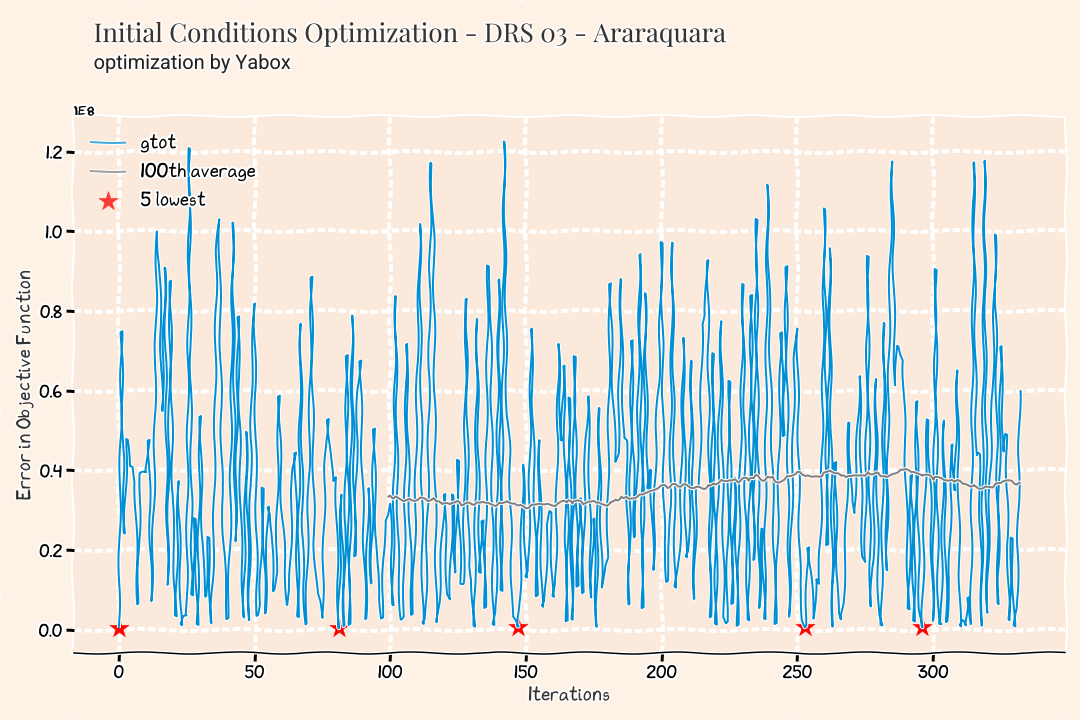 Initial Conditions Optimization - DRS 03 - Araraquara
optimization by Yabox
1E8
gtot
100th average
5 lowest
1.2
1.0
0.8
0.6
0.4
0.2
0.0
Error in Objective Function
0 50 100 150 200 250 300
Iterations